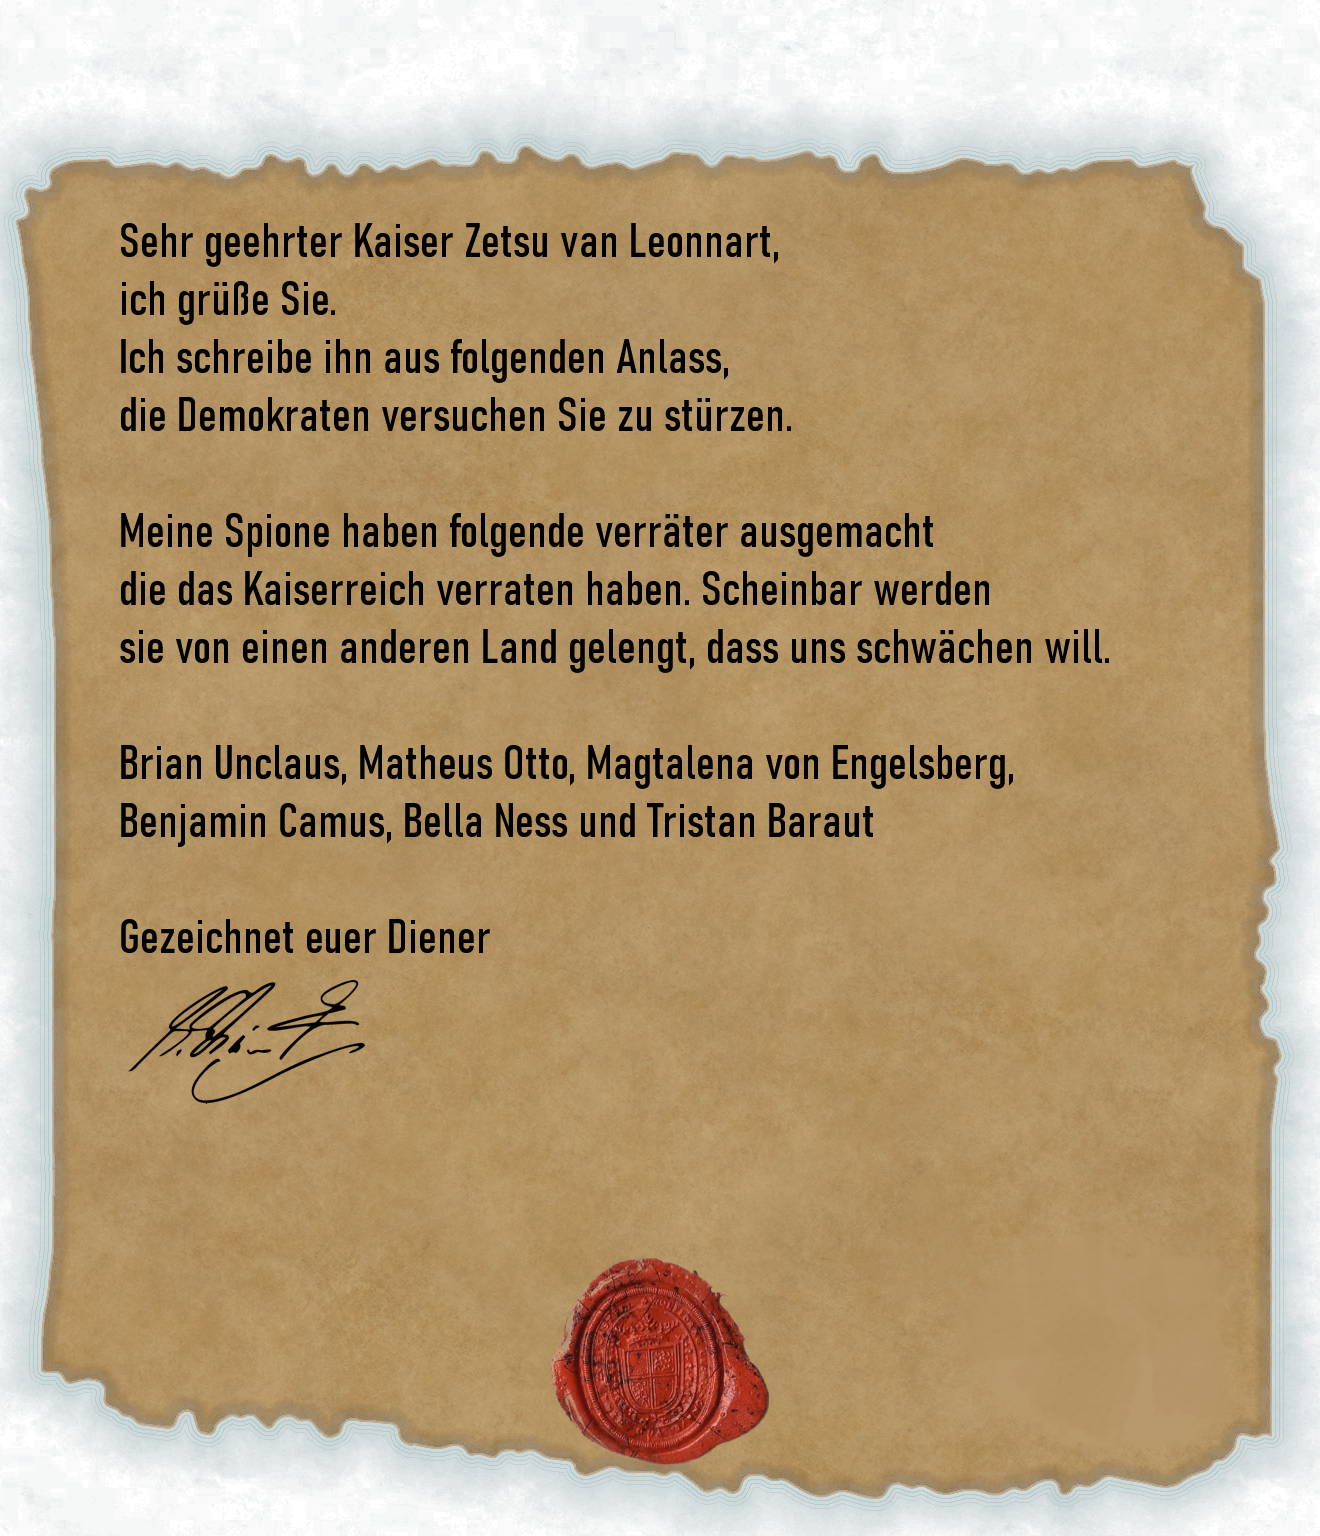 Sehr geehrter Kaiser Zetsu van Leonnart,
ich grüße Sie.
Ich schreibe ihn aus folgenden Anlass,
die Demokraten versuchen Sie zu stürzen.
Meine Spione haben folgende verräter ausgemacht
die das Kaiserreich verraten haben. Scheinbar werden
sie von einen anderen Land gelengt, dass uns schwächen will.
Brian Unclaus, Matheus Otto, Magtalena von Engelsberg,
Benjamin Camus, Bella Ness und Tristan Baraut
Gezeichnet euer Diener